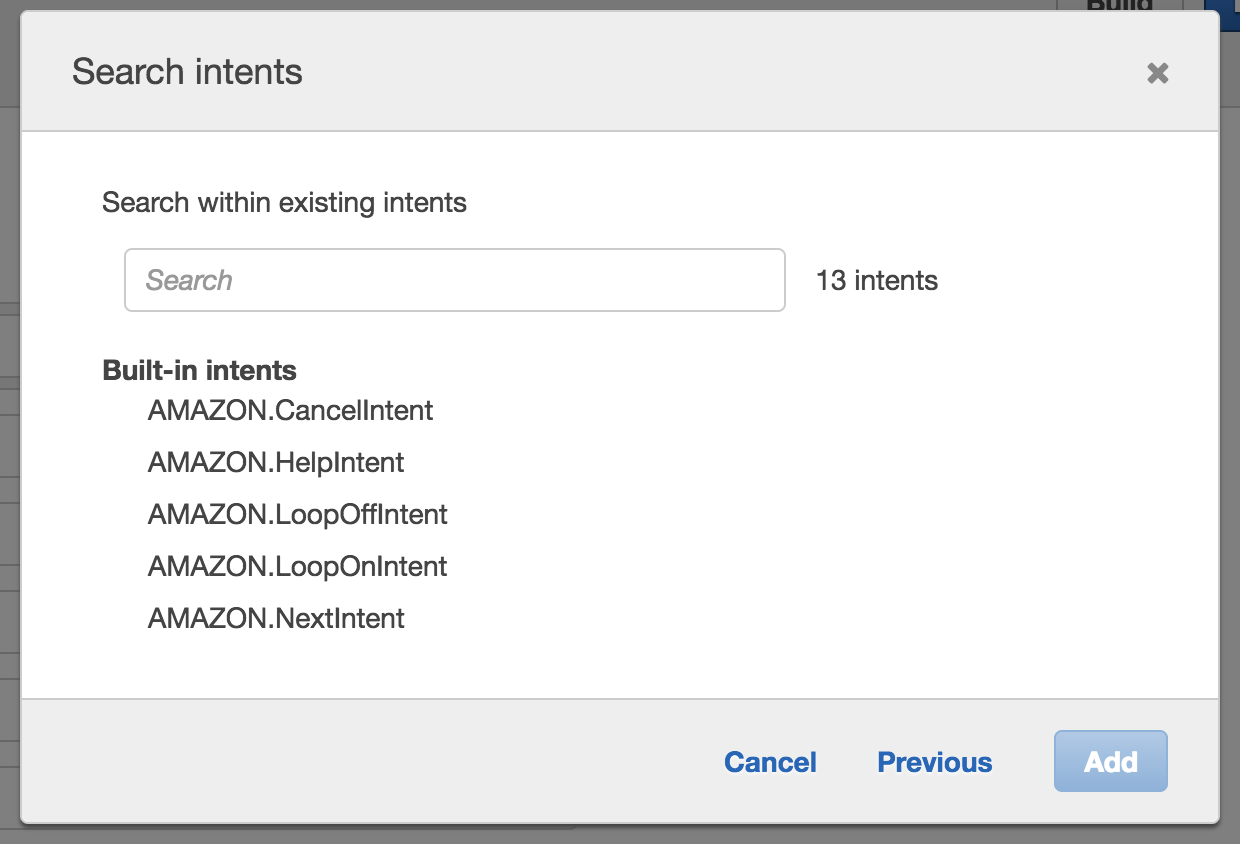 Build
Search intents
Search within existing intents
Search
13 intents
Built-in intents
AMAZON.CancelIntent
AMAZON.HelpIntent
AMAZON.LoopOffIntent
AMAZON.LoopOnIntent
AMAZON.NextIntent
Cancel
Previous
Add